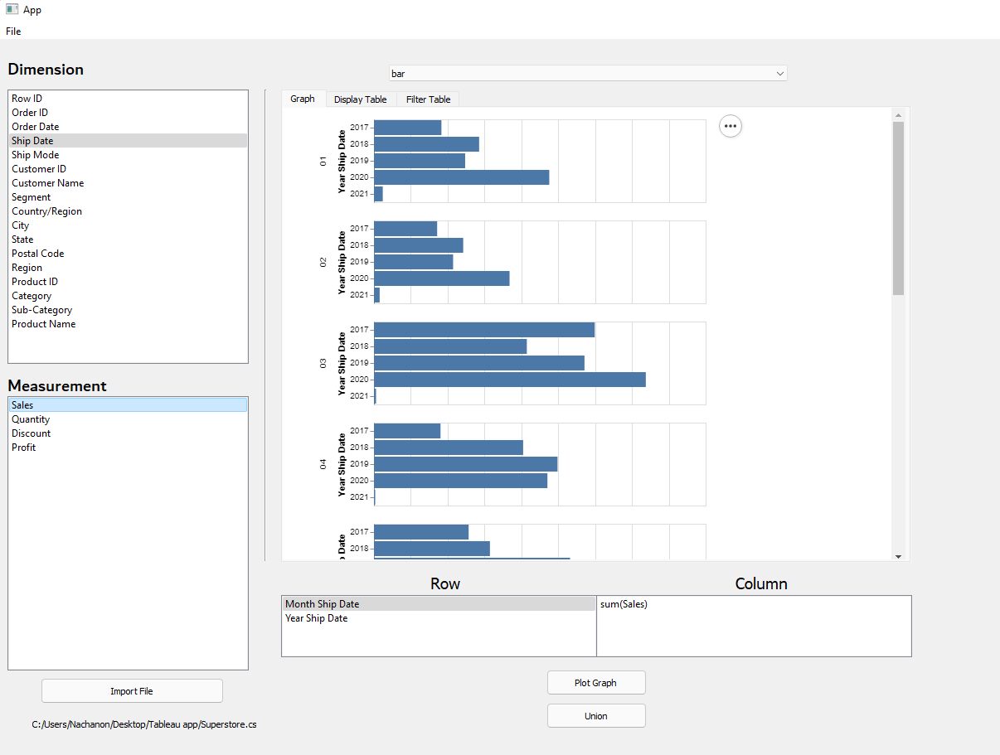 App
File
Dimension
Row ID
Order ID
Order Date
Ship Date
Ship Mode
Customer ID
Customer Name
Segment
Country/Region
City
State
Postal Code
Region
Product ID
Category
Sub-Category
Product Name
Measurement
Sales
Quantity
Discount
Profit
Import File
C:/Users/Nachanon/Desktop/Tableau app/Superstore.cs
bar
Graph Display Table Filter Table
01
Year Ship Date
2017
2018
2019
2020
2021
02
Year Ship Date
2017
2018
2019
2020
2021
03
Year Ship Date
2017
2018
2019
2020
2021
04
Year Ship Date
2017
2018
2019
2020
2021
Ship Date
2017
2018
Row Column
Month Ship Date sum(Sales)
Year Ship Date
Plot Graph
Union